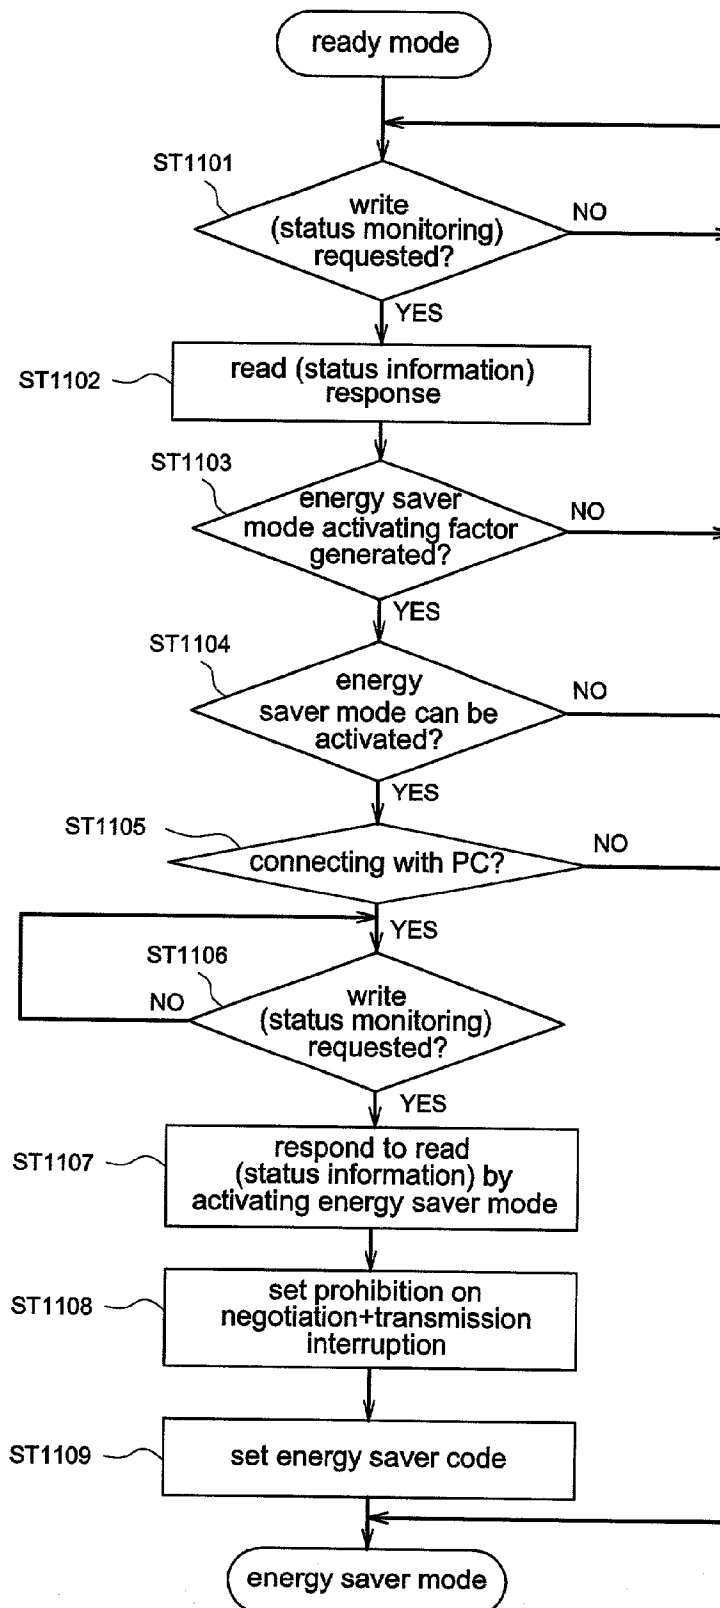 ready mode
ST1101
write
(status monitoring)
requested?
NO
YES
ST1102
read (status information)
response
ST1103
energy saver
mode activating factor
generated?
NO
YES
ST1104
energy
saver mode can be
activated?
NO
YES
ST1105
connecting with PC?
NO
YES
ST1106
write
(status monitoring)
requested?
NO
YES
ST1107
respond to read
(status information) by
activating energy saver mode
ST1108
set prohibition on
negotiation+transmission
interruption
ST1109
set energy saver code
energy saver mode